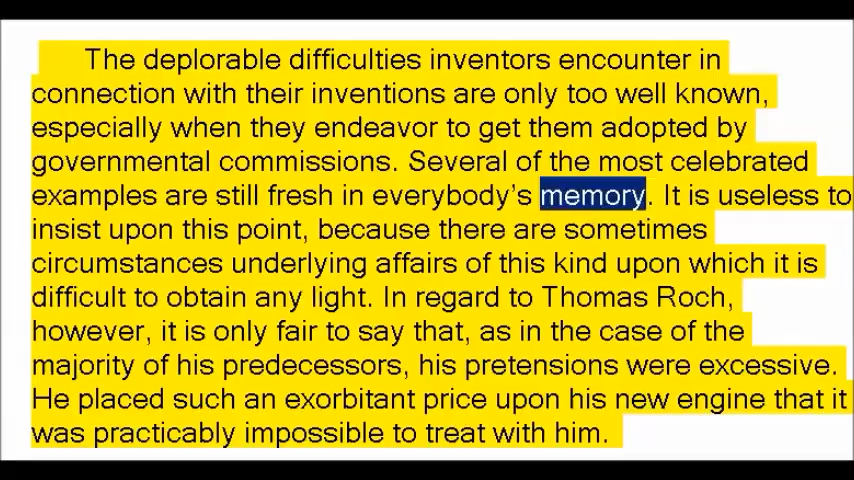 The deplorable difficulties inventors encounter in
connection with their inventions are only too well known,
especially when they endeavor to get them adopted by
governmental commissions. Several of the most celebrated
examples are still fresh in everybody's memory. It is useless to
insist upon this point, because there are sometimes
circumstances underlying affairs of this kind upon which it is
difficult to obtain any light. In regard to Thomas Roch,
however, it is only fair to say that, as in the case of the
majority of his predecessors, his pretensions were excessive.
He placed such an exorbitant price upon his new engine that it
was practicably impossible to treat with him.